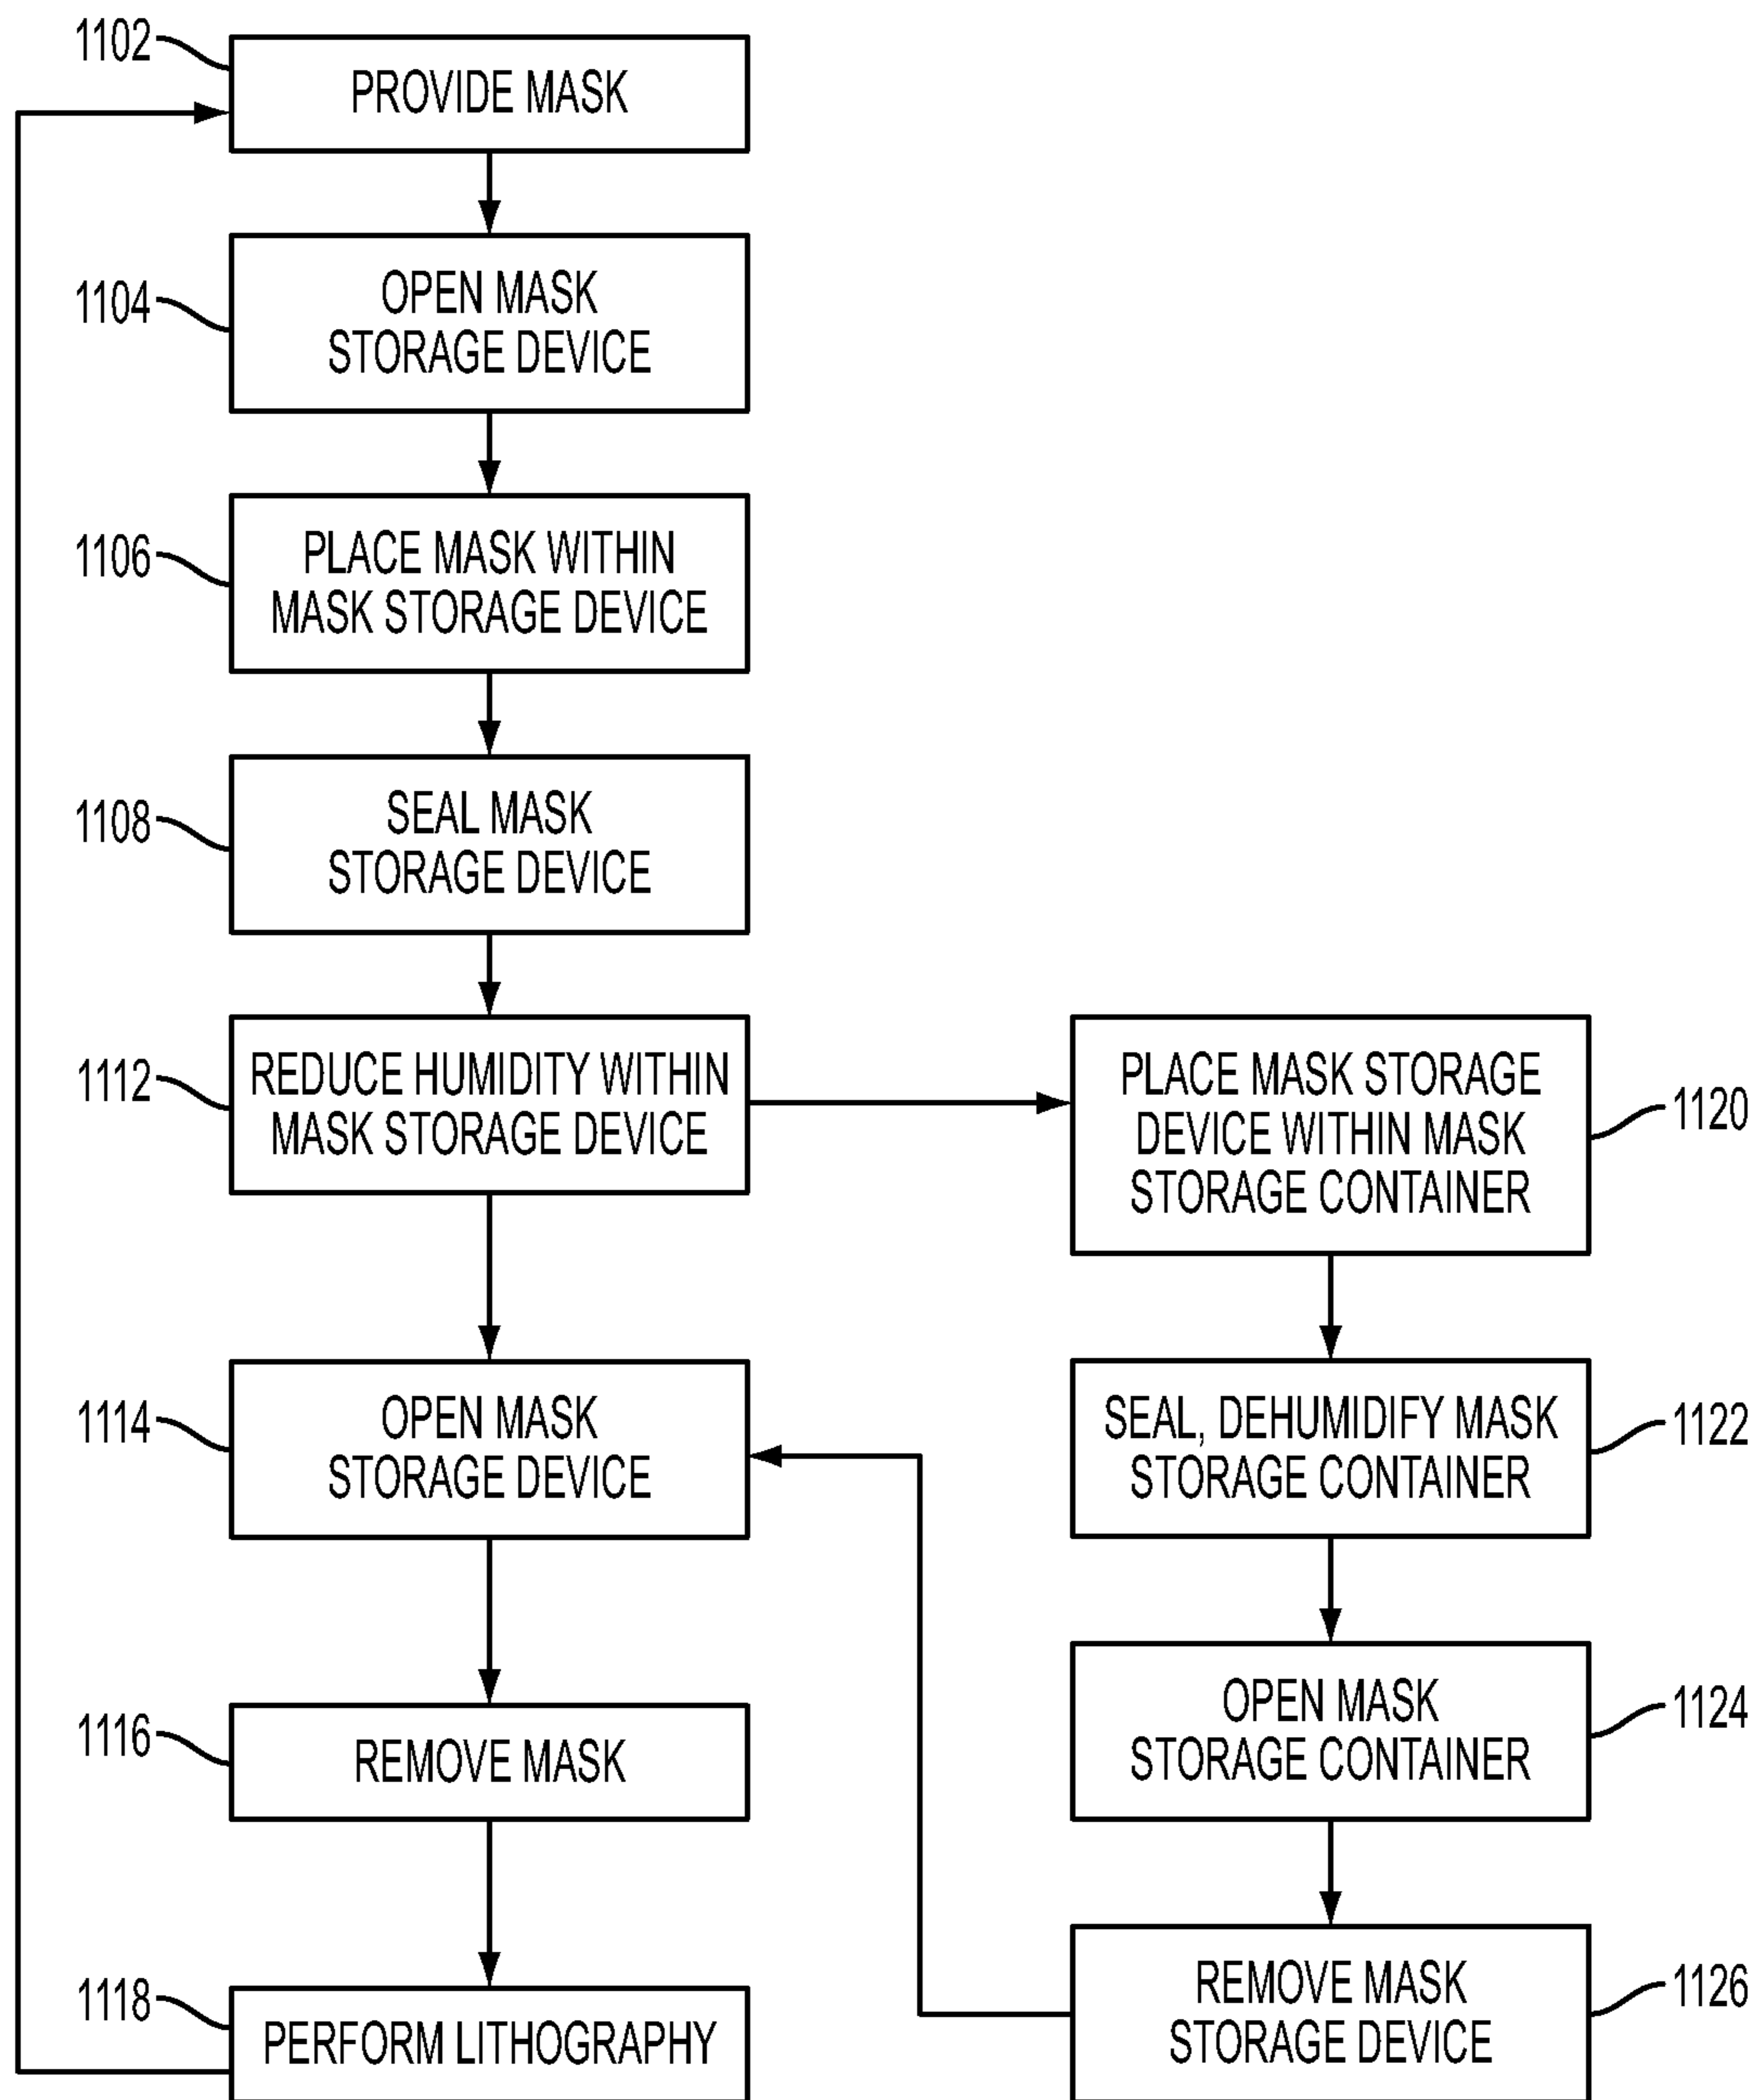 1102
PROVIDE MASK
1104
OPEN MASK
STORAGE DEVICE
1106
PLACE MASK WITHIN
MASK STORAGE DEVICE
1108
SEAL MASK
STORAGE DEVICE
1112
REDUCE HUMIDITY WITHIN
MASK STORAGE DEVICE
1114
OPEN MASK
STORAGE DEVICE
1116
REMOVE MASK
1118
PERFORM LITHOGRAPHY
PLACE MASK STORAGE
DEVICE WITHIN MASK
STORAGE CONTAINER
1120
SEAL, DEHUMIDIFY MASK
STORAGE CONTAINER
1122
OPEN MASK
STORAGE CONTAINER
1124
REMOVE MASK
STORAGE DEVICE
1126